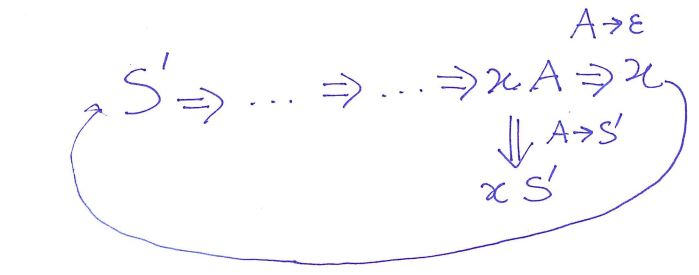 A→ε
S' ⇒ ... ⇒ ... ⇒ xA ⇒ x
⇓ A→S'
xS'